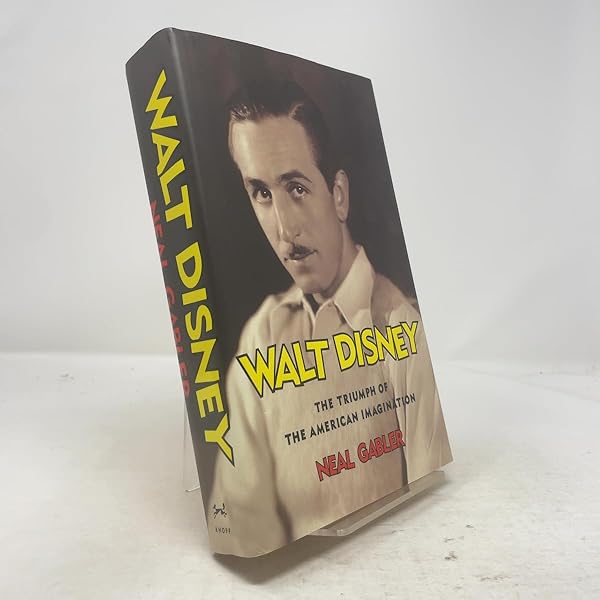 WALT DISNEY
NEAL GABLER
KNOPF
WALT DISNEY
THE TRIUMPH OF
THE AMERICAN IMAGINATION
NEAL GABLER